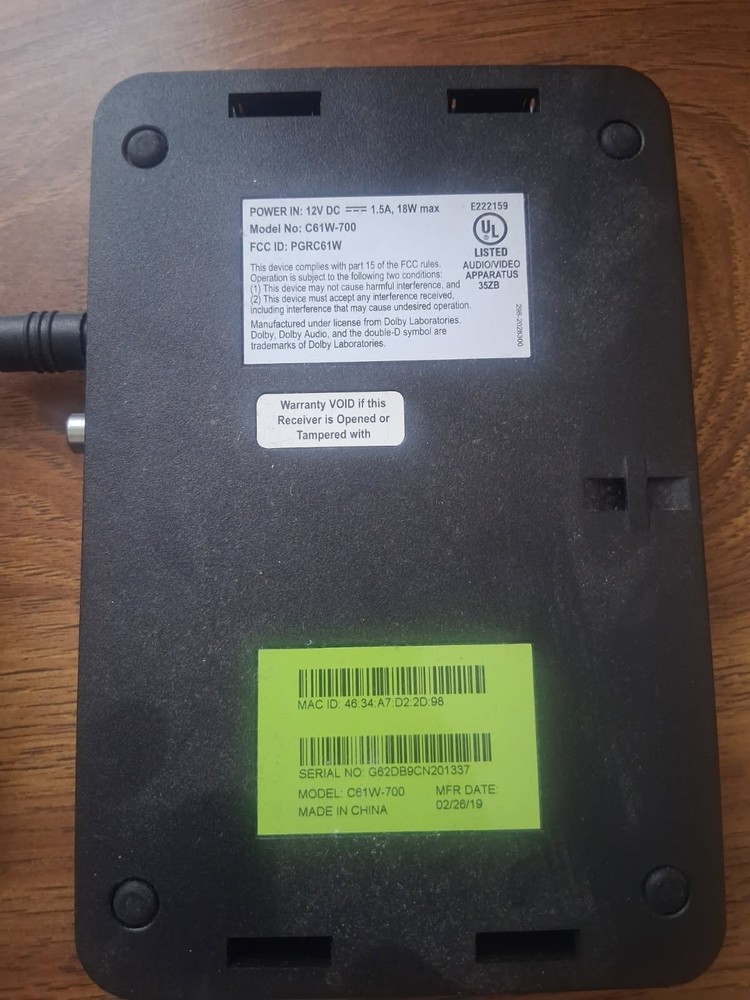 POWER IN: 12V DC ⎓ 1.5A, 18W max
Model No: C61W-700
FCC ID: PGRC61W
E222159
UL
LISTED
AUDIO/VIDEO
APPARATUS
35ZB
This device complies with part 15 of the FCC rules.
Operation is subject to the following two conditions:
(1) This device may not cause harmful interference, and
(2) This device must accept any interference received,
including interference that may cause undesired operation.
Manufactured under license from Dolby Laboratories.
Dolby, Dolby Audio, and the double-D symbol are
trademarks of Dolby Laboratories.
298-2026300
Warranty VOID if this
Receiver is Opened or
Tampered with
MAC ID: 46:34:A7:D2:2D:98
SERIAL NO: G62DB9CN201337
MODEL: C61W-700
MFR DATE:
MADE IN CHINA
02/26/19